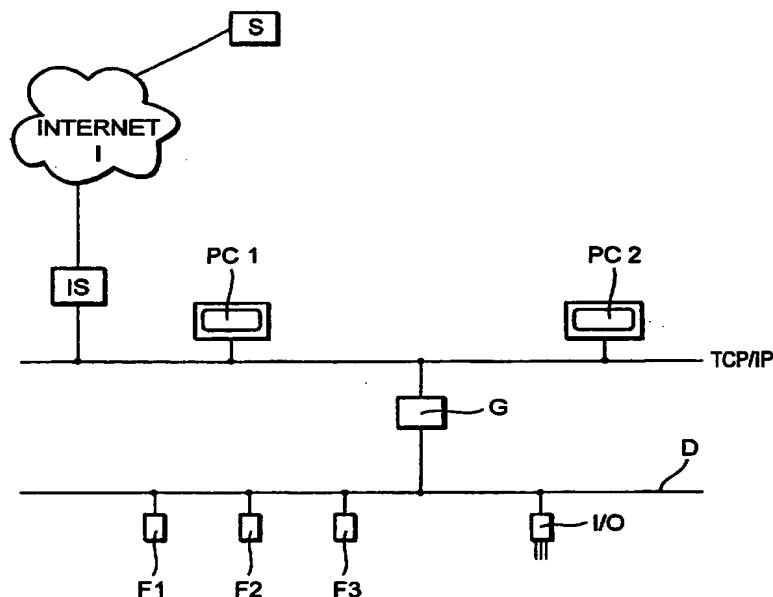 S
INTERNET
I
IS
PC 1
PC 2
TCP/IP
G
D
I/O
F1
F2
F3